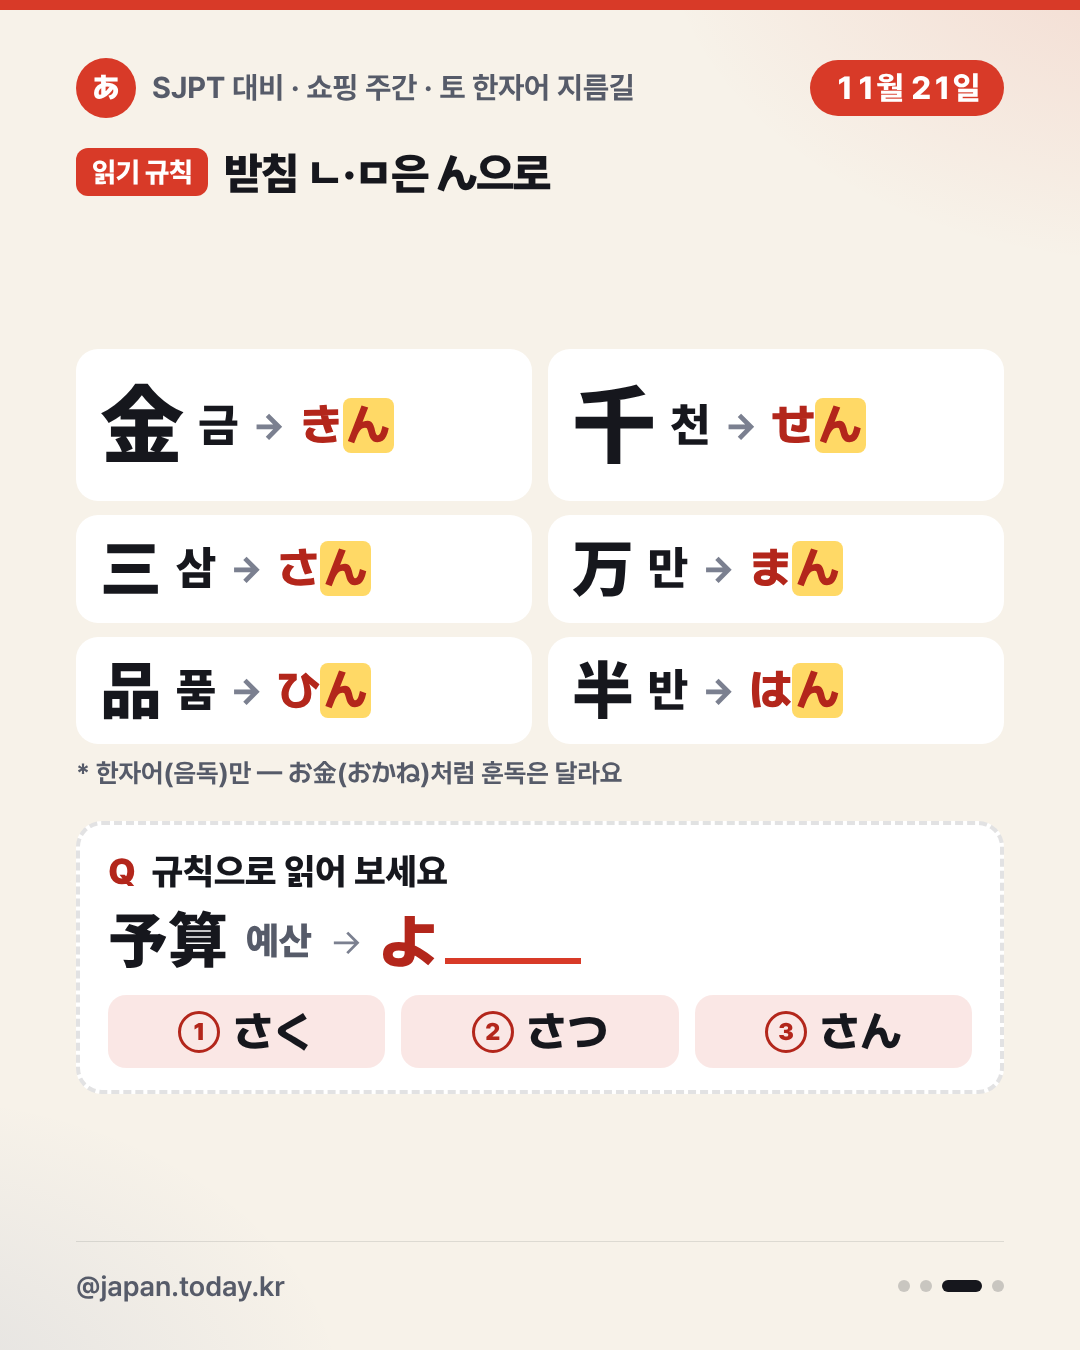 あ SJPT 대비 · 쇼핑 주간 · 토 한자어 지름길
11월 21일
읽기 규칙 받침 ㄴ·ㅁ은 ん으로
金 금 → きん
千 천 → せん
三 삼 → さん
万 만 → まん
品 품 → ひん
半 반 → はん
* 한자어(음독)만 — お金(おかね)처럼 훈독은 달라요
Q 규칙으로 읽어 보세요
予算 예산 → よ____
① さく
② さつ
③ さん
@japan.today.kr